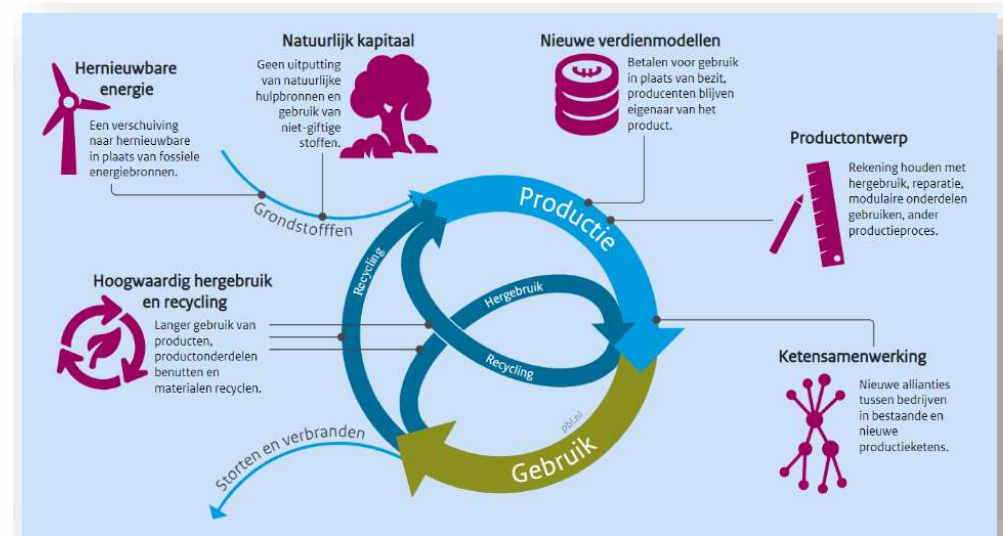 Hernieuwbare
energie
Een verschuiving
naar hernieuwbare
in plaats van fossiele
energiebronnen.
Natuurlijk kapitaal
Geen uitputting
van natuurlijke
hulpbronnen en
gebruik van
niet-giftige
stoffen.
Nieuwe verdienmodellen
Betalen voor gebruik
in plaats van bezit,
producenten blijven
eigenaar van het
product.
Productontwerp
Rekening houden met
hergebruik, reparatie,
modulaire onderdelen
gebruiken, ander
productieproces.
Grondstofffen
Productie
Recycling
Hergebruik
Recycling
Hoogwaardig hergebruik
en recycling
Langer gebruik van
producten,
productonderdelen
benutten en
materialen recyclen.
Ketensamenwerking
Nieuwe allianties
tussen bedrijven
in bestaande en
nieuwe
productieketens.
pbl.nl
Gebruik
Storten en verbranden